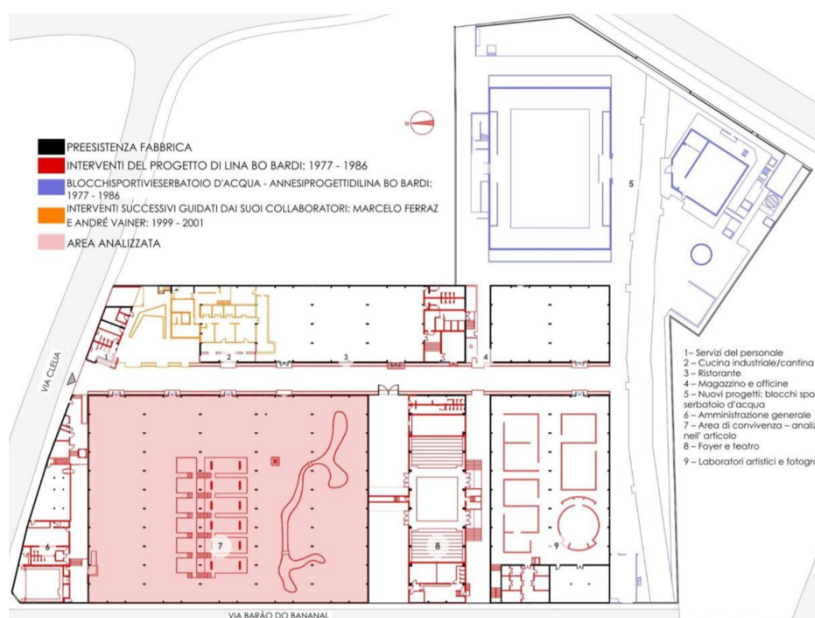 N
PREESISTENZA FABBRICA
INTERVENTI DEL PROGETTO DI LINA BO BARDI: 1977 - 1986
BLOCCHISPORTIVIESERBATOIO D'ACQUA - ANNESIPROGETTIDILINA BO BARDI:
1977 - 1986
INTERVENTI SUCCESSIVI GUIDATI DAI SUOI COLLABORATORI: MARCELO FERRAZ
E ANDRÉ VAINER: 1999 - 2001
AREA ANALIZZATA
5
1
2
3
4
VIA CLELIA
1– Servizi del personale
2 – Cucina industriale/cantina
3 – Ristorante
4 – Magazzino e officine
5 – Nuovi progetti: blocchi spo
serbatoio d'acqua
6 – Amministrazione generale
7 – Area di convivenza – analiz
nell' articolo
8 – Foyer e teatro
9 – Laboratori artistici e fotogra
6
7
8
9
VIA BARÃO DO BANANAL